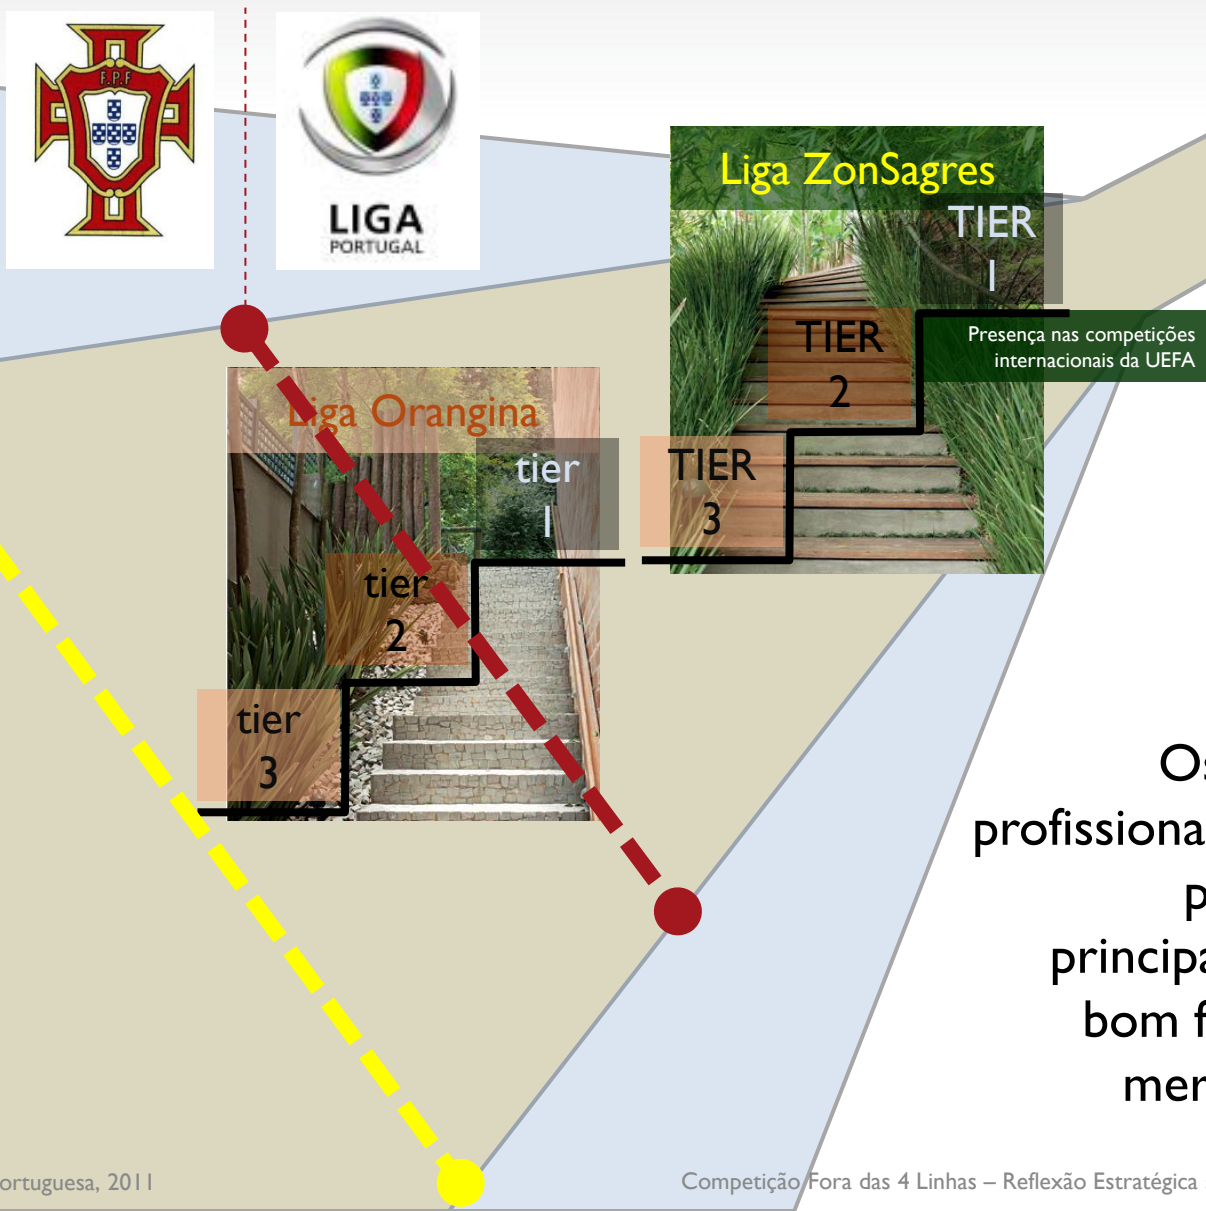 F.P.F
LIGA
PORTUGAL
Liga ZonSagres
TIER
1
Presença nas competições
internacionais da UEFA
TIER
2
TIER
3
Liga Orangina
tier
1
tier
2
tier
3
Os
profissiona
p
principa
bom f
mer
ortuguesa, 2011
Competição Fora das 4 Linhas – Reflexão Estratégica